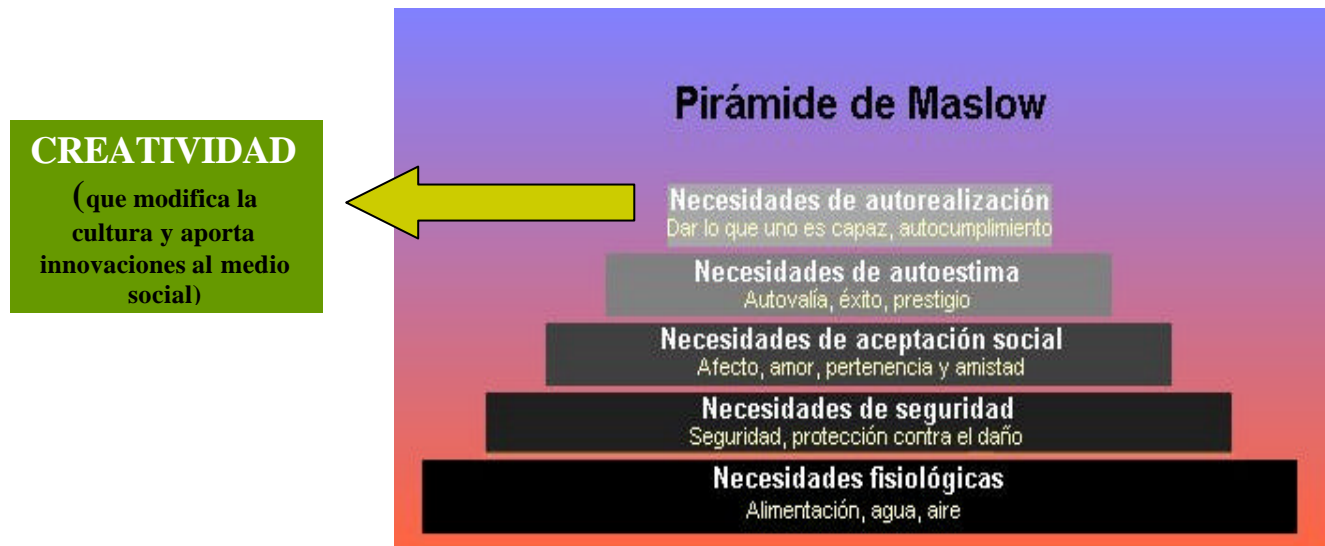 CREATIVIDAD
(que modifica la
cultura y aporta
innovaciones al medio
social)
Pirámide de Maslow
Necesidades de autorealización
Dar lo que uno es capaz, autocumplimiento
Necesidades de autoestima
Autovalía, éxito, prestigio
Necesidades de aceptación social
Afecto, amor, pertenencia y amistad
Necesidades de seguridad
Seguridad, protección contra el daño
Necesidades fisiológicas
Alimentación, agua, aire